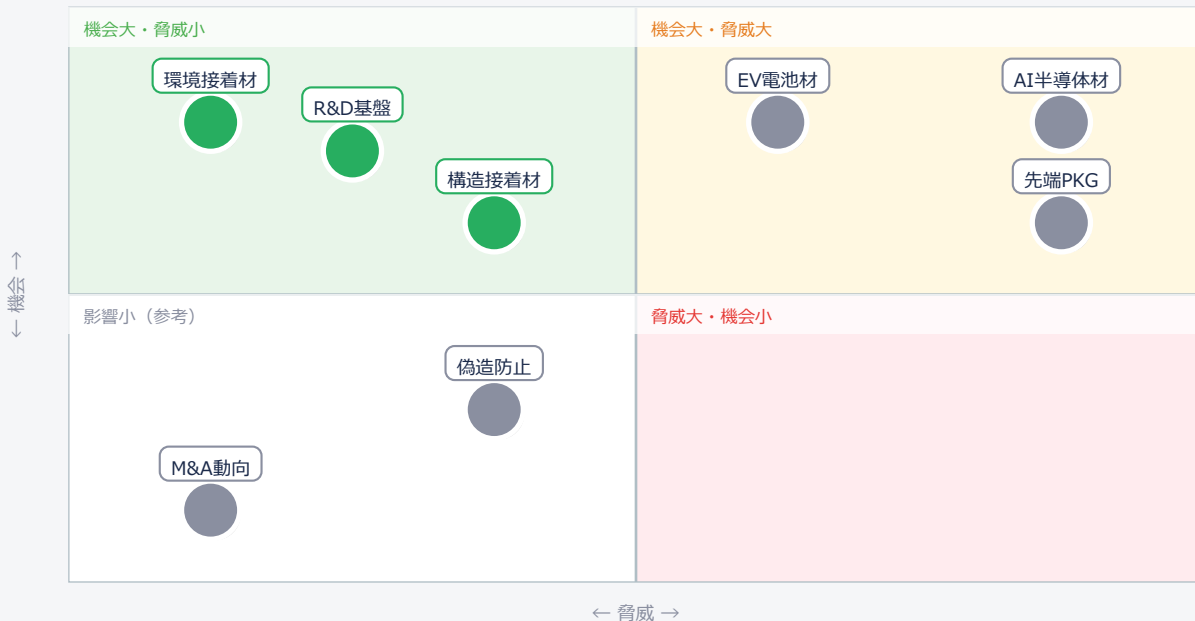 機会大・脅威小
機会大・脅威大
環境接着材
R&D基盤
構造接着材
EV電池材
AI半導体材
先端PKG
← 機会 →
影響小（参考）
脅威大・機会小
偽造防止
M&A動向
← 脅威 →